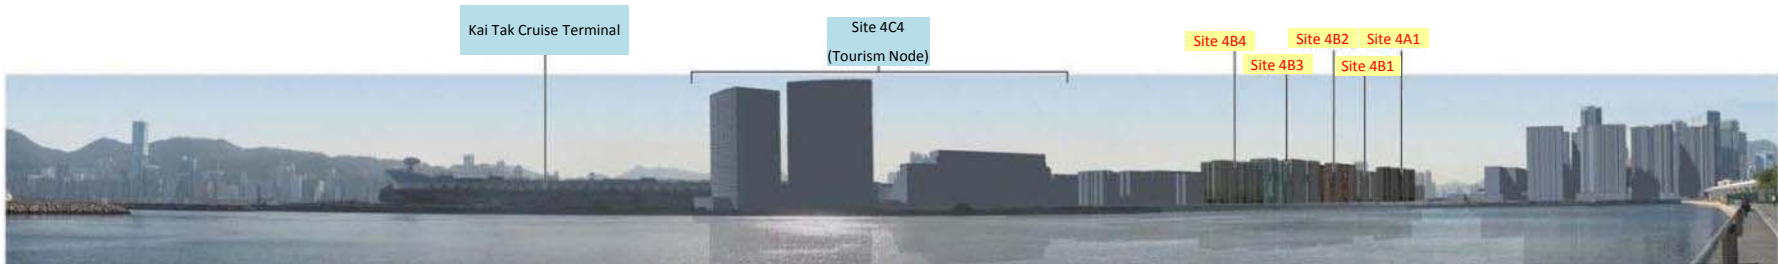 Kai Tak Cruise Terminal
Site 4C4
(Tourism Node)
Site 4B4
Site 4B3
Site 4B2
Site 4B1
Site 4A1